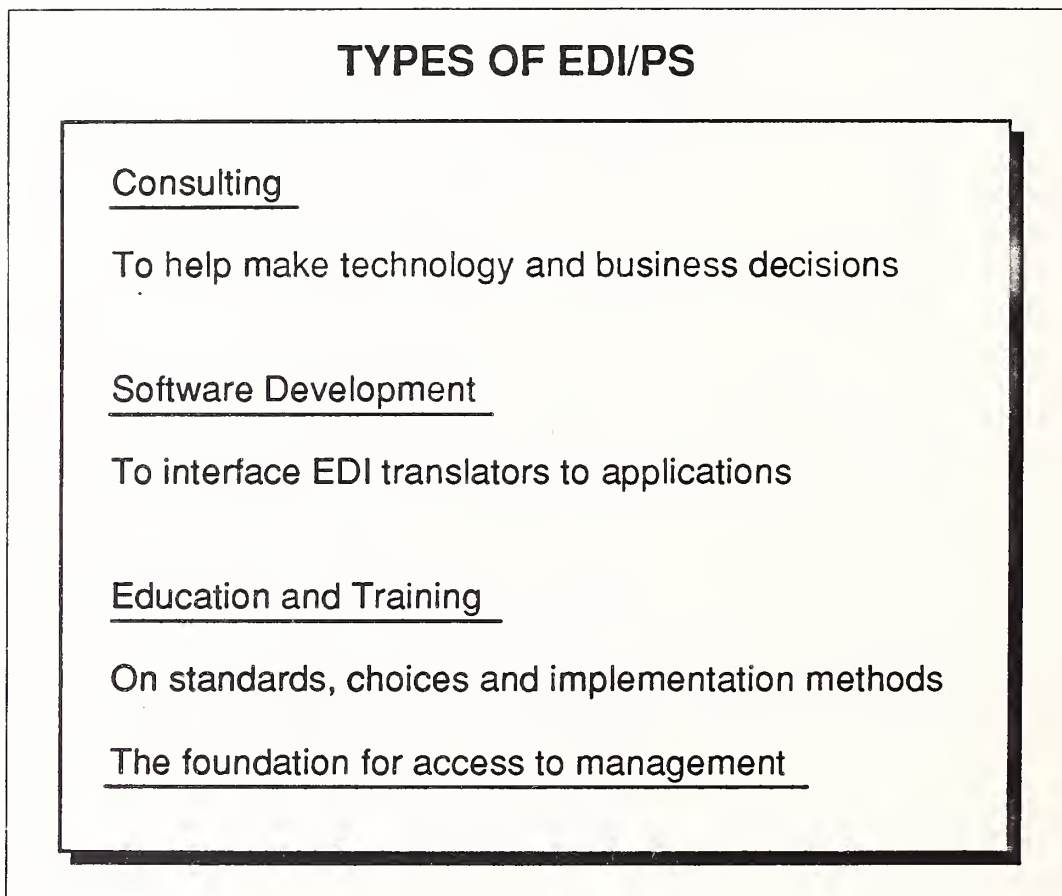 TYPES OF EDI/PS
Consulting
To help make technology and business decisions
Software Development
To interface EDI translators to applications
Education and Training
On standards, choices and implementation methods
The foundation for access to management